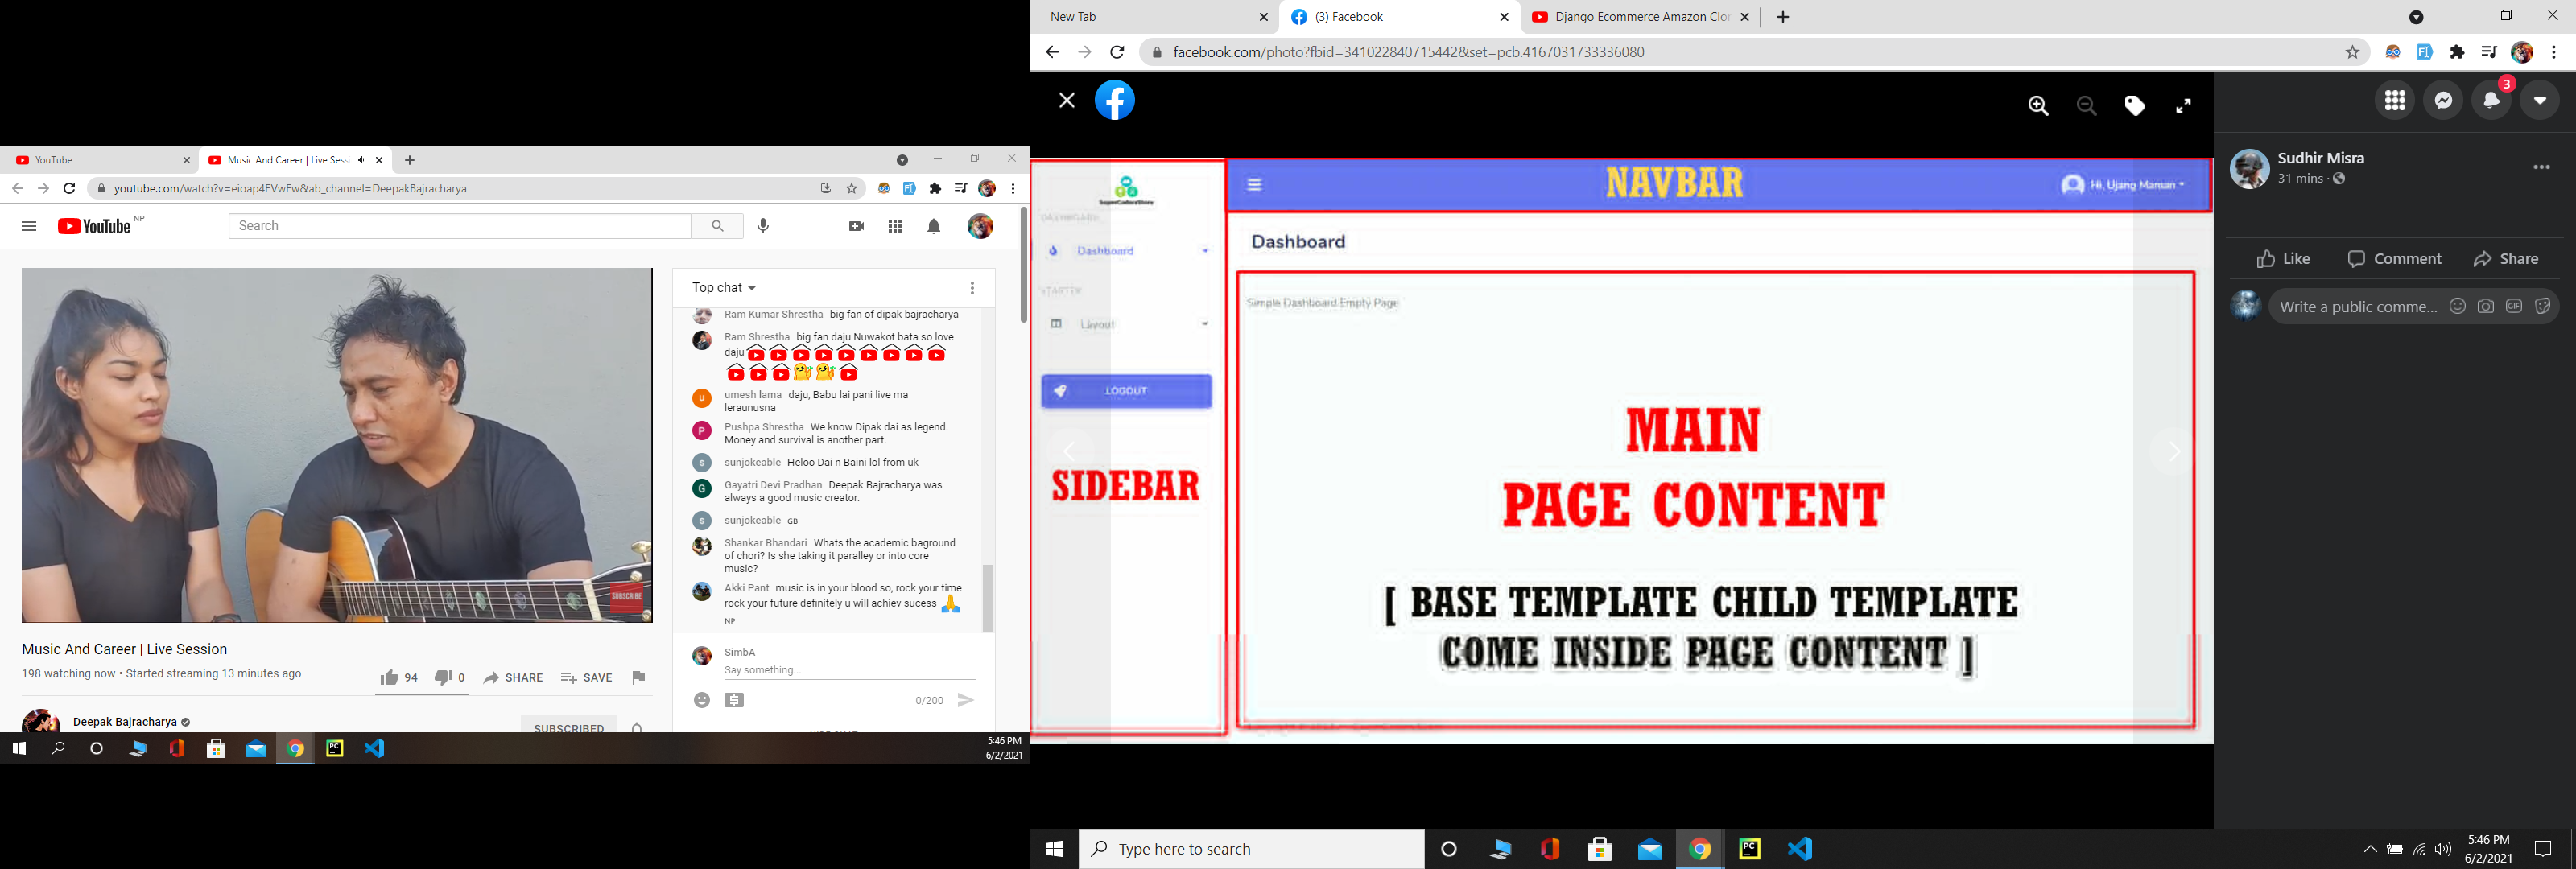 YouTube
Music And Career | Live Sess
youtube.com/watch?v=eioap4EVwEw&ab_channel=DeepakBajracharya
YouTube NP
Search
Top chat
Ram Kumar Shrestha big fan of dipak bajracharya
Ram Shrestha big fan daju Nuwakot bata so love
daju
umesh lama daju, Babu lai pani live ma
leraunusna
Pushpa Shrestha We know Dipak dai as legend.
Money and survival is another part.
sunjokeable Heloo Dai n Baini lol from uk
Gayatri Devi Pradhan Deepak Bajracharya was
always a good music creator.
sunjokeable GB
Shankar Bhandari Whats the academic baground
of chori? Is she taking it paralley or into core
music?
Akki Pant music is in your blood so, rock your time
rock your future definitely u will achiev sucess
NP
SimbA
Say something...
0/200
SUBSCRIBE
Music And Career | Live Session
198 watching now • Started streaming 13 minutes ago
94
0
SHARE
SAVE
Deepak Bajracharya
SUBSCRIBED
5:46 PM
6/2/2021
New Tab
(3) Facebook
Django Ecommerce Amazon Clor
facebook.com/photo?fbid=341022840715442&set=pcb.4167031733336080
3
Sudhir Misra
31 mins ·
Like
Comment
Share
Write a public comme...
GIF
SuperCodersStore
DASHBOARD
Dashboard
STARTER
Layout
LOGOUT
SIDEBAR
NAVBAR
Hi, Ujang Maman
Dashboard
Simple Dashboard Empty Page
MAIN
PAGE CONTENT
[ BASE TEMPLATE CHILD TEMPLATE
COME INSIDE PAGE CONTENT ]
Type here to search
5:46 PM
6/2/2021